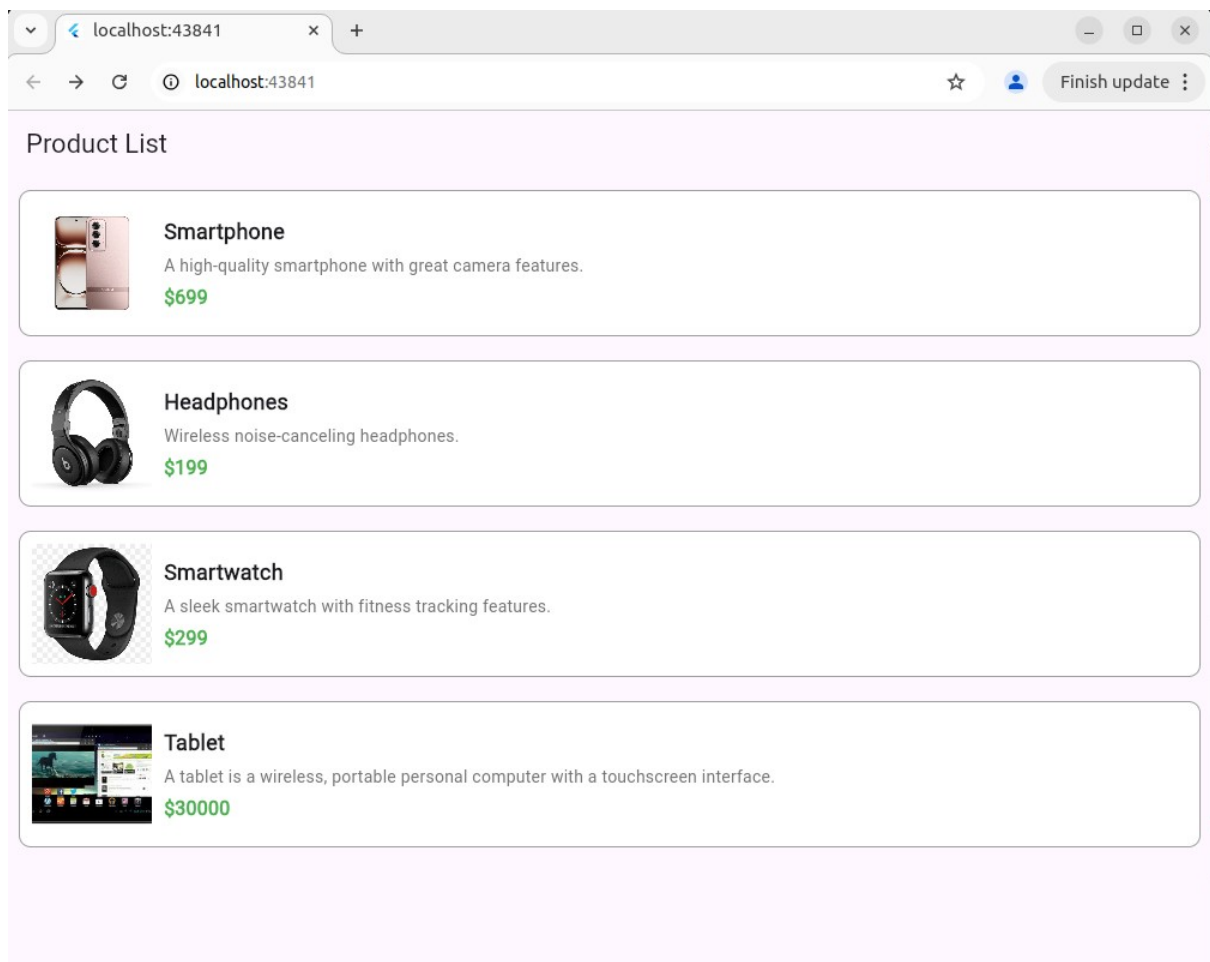 localhost:43841
localhost:43841
Finish update
Product List
Smartphone
A high-quality smartphone with great camera features.
$699
Headphones
Wireless noise-canceling headphones.
$199
Smartwatch
A sleek smartwatch with fitness tracking features.
$299
Tablet
A tablet is a wireless, portable personal computer with a touchscreen interface.
$30000